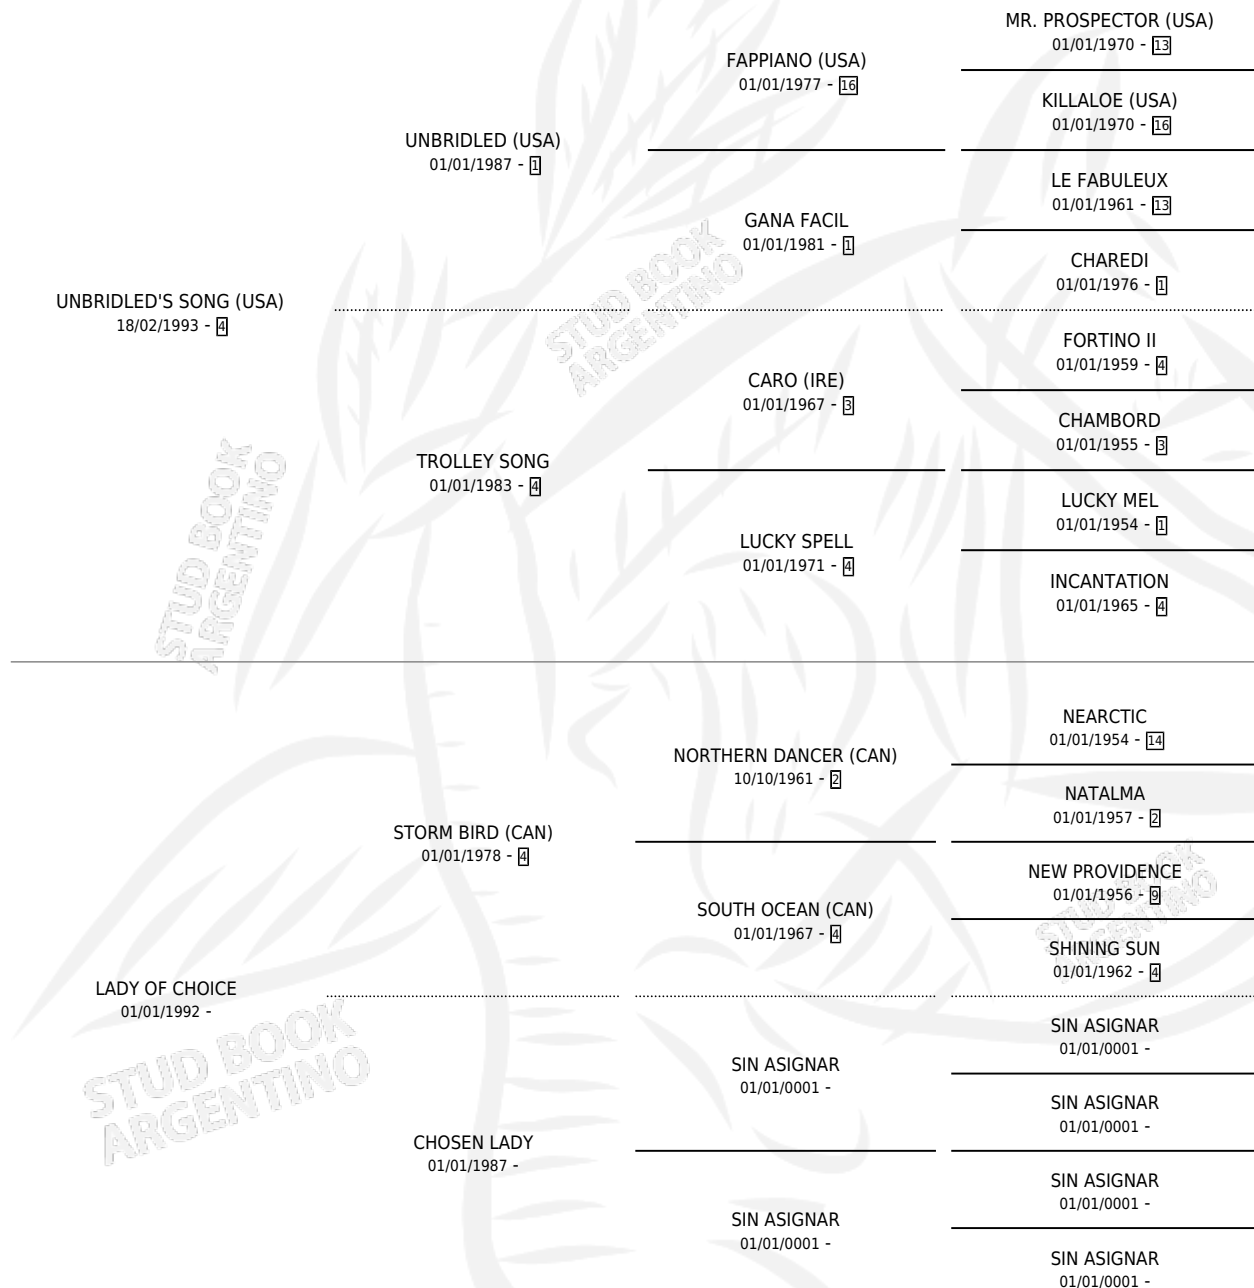 MR. PROSPECTOR (USA)
01/01/1970 - 13
FAPPIANO (USA)
01/01/1977 - 16
KILLALOE (USA)
01/01/1970 - 16
UNBRIDLED (USA)
01/01/1987 - 1
LE FABULEUX
01/01/1961 - 13
GANA FACIL
01/01/1981 - 1
CHAREDI
01/01/1976 - 1
UNBRIDLED'S SONG (USA)
18/02/1993 - 4
FORTINO II
01/01/1959 - 4
CARO (IRE)
01/01/1967 - 3
CHAMBORD
01/01/1955 - 3
TROLLEY SONG
01/01/1983 - 4
LUCKY MEL
01/01/1954 - 1
LUCKY SPELL
01/01/1971 - 4
INCANTATION
01/01/1965 - 4
NEARCTIC
01/01/1954 - 14
NORTHERN DANCER (CAN)
10/10/1961 - 2
NATALMA
01/01/1957 - 2
STORM BIRD (CAN)
01/01/1978 - 4
NEW PROVIDENCE
01/01/1956 - 9
SOUTH OCEAN (CAN)
01/01/1967 - 4
SHINING SUN
01/01/1962 - 4
LADY OF CHOICE
01/01/1992 -
SIN ASIGNAR
01/01/0001 -
SIN ASIGNAR
01/01/0001 -
SIN ASIGNAR
01/01/0001 -
CHOSEN LADY
01/01/1987 -
SIN ASIGNAR
01/01/0001 -
SIN ASIGNAR
01/01/0001 -
SIN ASIGNAR
01/01/0001 -
STUD BOOK
ARGENTINO
STUD BOOK
ARGENTINO
STUD BOOK
ARGENTINO
STUD BOOK
ARGENTINO